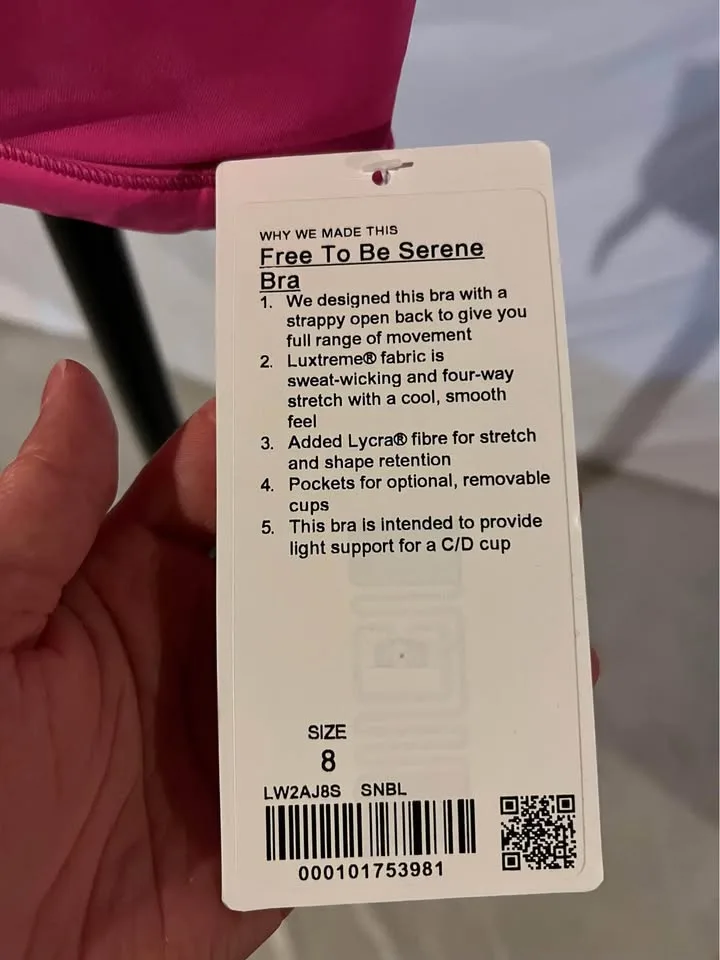 WHY WE MADE THIS
Free To Be Serene
Bra
1. We designed this bra with a
strappy open back to give you
full range of movement
2. Luxtreme® fabric is
sweat-wicking and four-way
stretch with a cool, smooth
feel
3. Added Lycra® fibre for stretch
and shape retention
4. Pockets for optional, removable
cups
5. This bra is intended to provide
light support for a C/D cup
SIZE
8
LW2AJ8S SNBL
000101753981